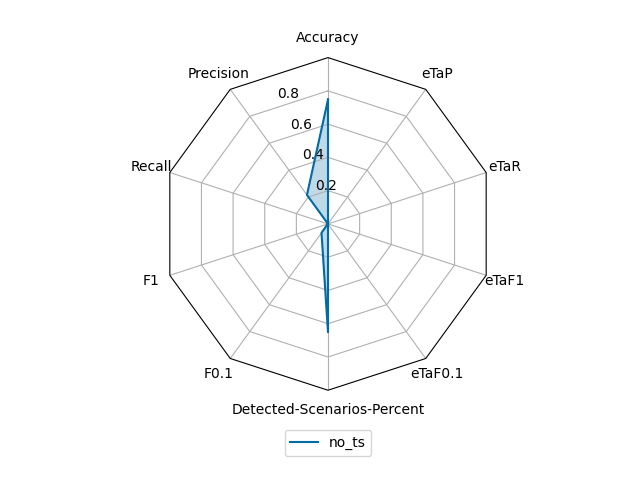 Accuracy
Precision
eTaP
0.8
0.6
0.4
0.2
Recall
eTaR
F1
eTaF1
F0.1
eTaF0.1
Detected-Scenarios-Percent
no_ts